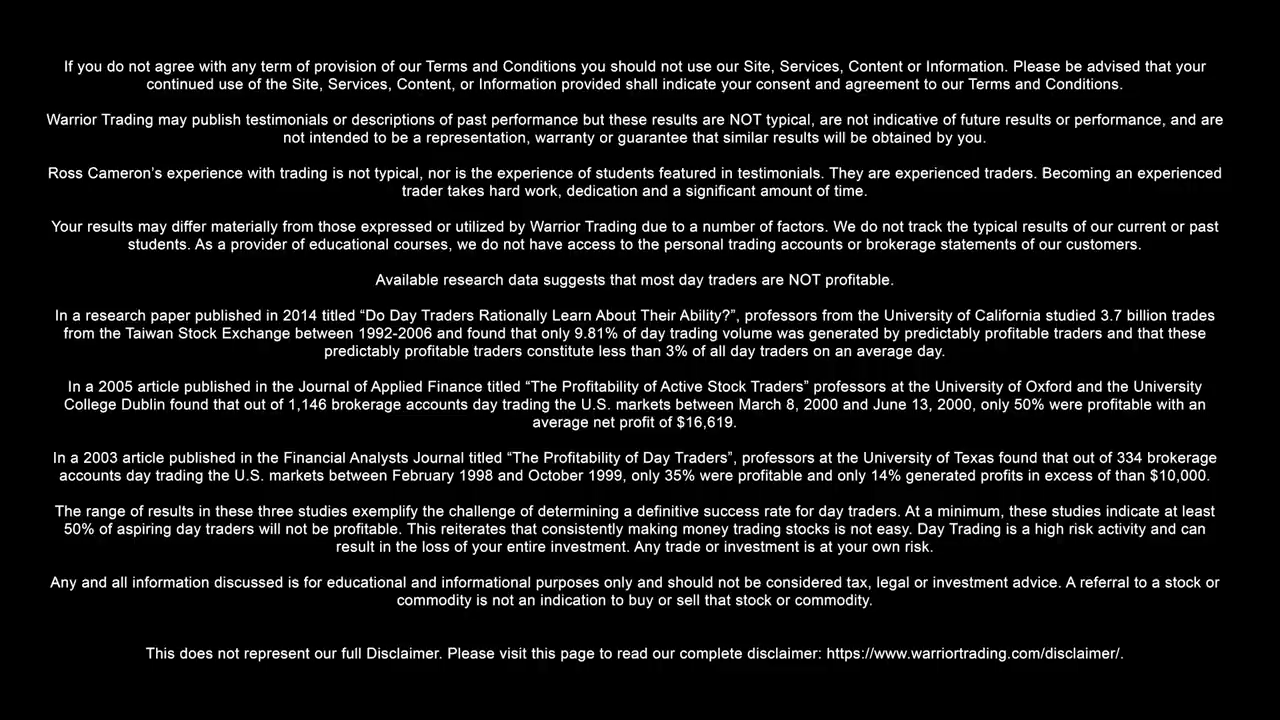 If you do not agree with any term of provision of our Terms and Conditions you should not use our Site, Services, Content or Information. Please be advised that your
continued use of the Site, Services, Content, or Information provided shall indicate your consent and agreement to our Terms and Conditions.
Warrior Trading may publish testimonials or descriptions of past performance but these results are NOT typical, are not indicative of future results or performance, and are
not intended to be a representation, warranty or guarantee that similar results will be obtained by you.
Ross Cameron's experience with trading is not typical, nor is the experience of students featured in testimonials. They are experienced traders. Becoming an experienced
trader takes hard work, dedication and a significant amount of time.
Your results may differ materially from those expressed or utilized by Warrior Trading due to a number of factors. We do not track the typical results of our current or past
students. As a provider of educational courses, we do not have access to the personal trading accounts or brokerage statements of our customers.
Available research data suggests that most day traders are NOT profitable.
In a research paper published in 2014 titled “Do Day Traders Rationally Learn About Their Ability?”, professors from the University of California studied 3.7 billion trades
from the Taiwan Stock Exchange between 1992-2006 and found that only 9.81% of day trading volume was generated by predictably profitable traders and that these
predictably profitable traders constitute less than 3% of all day traders on an average day.
In a 2005 article published in the Journal of Applied Finance titled “The Profitability of Active Stock Traders” professors at the University of Oxford and the University
College Dublin found that out of 1,146 brokerage accounts day trading the U.S. markets between March 8, 2000 and June 13, 2000, only 50% were profitable with an
average net profit of $16,619.
In a 2003 article published in the Financial Analysts Journal titled “The Profitability of Day Traders”, professors at the University of Texas found that out of 334 brokerage
accounts day trading the U.S. markets between February 1998 and October 1999, only 35% were profitable and only 14% generated profits in excess of than $10,000.
The range of results in these three studies exemplify the challenge of determining a definitive success rate for day traders. At a minimum, these studies indicate at least
50% of aspiring day traders will not be profitable. This reiterates that consistently making money trading stocks is not easy. Day Trading is a high risk activity and can
result in the loss of your entire investment. Any trade or investment is at your own risk.
Any and all information discussed is for educational and informational purposes only and should not be considered tax, legal or investment advice. A referral to a stock or
commodity is not an indication to buy or sell that stock or commodity.
This does not represent our full Disclaimer. Please visit this page to read our complete disclaimer: https://www.warriortrading.com/disclaimer/.